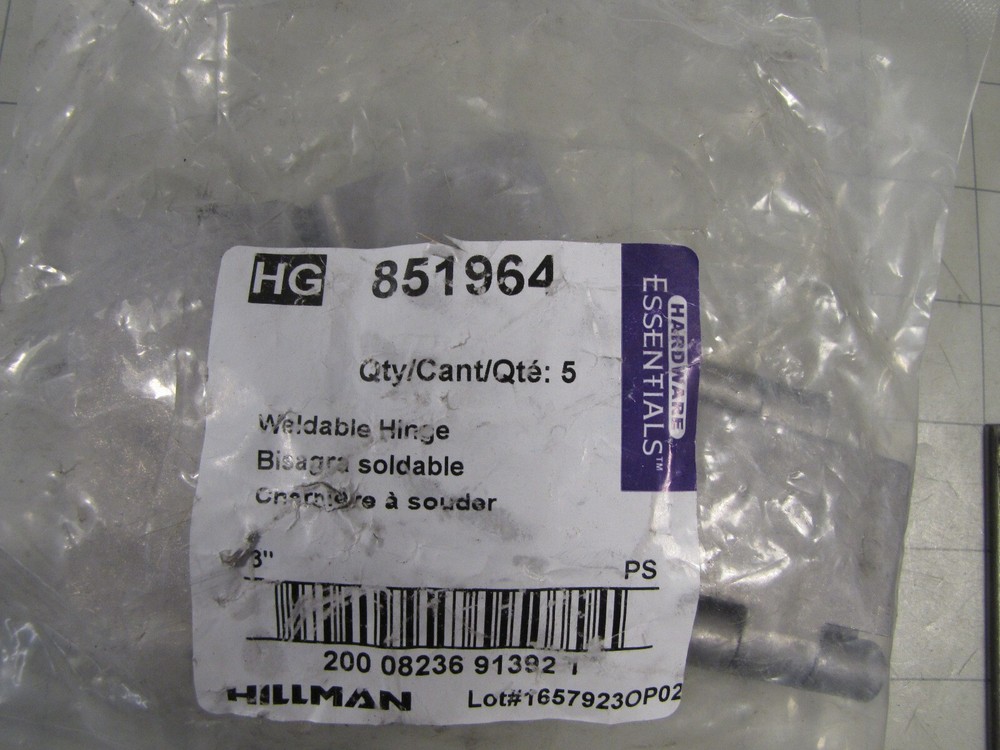 HG 851964
HARDWARE
ESSENTIALS™
Qty/Cant/Qté: 5
Weldable Hinge
Bisagra soldable
Charnière à souder
3"
PS
200 08236 91392 1
HILLMAN
Lot#1657923OP02